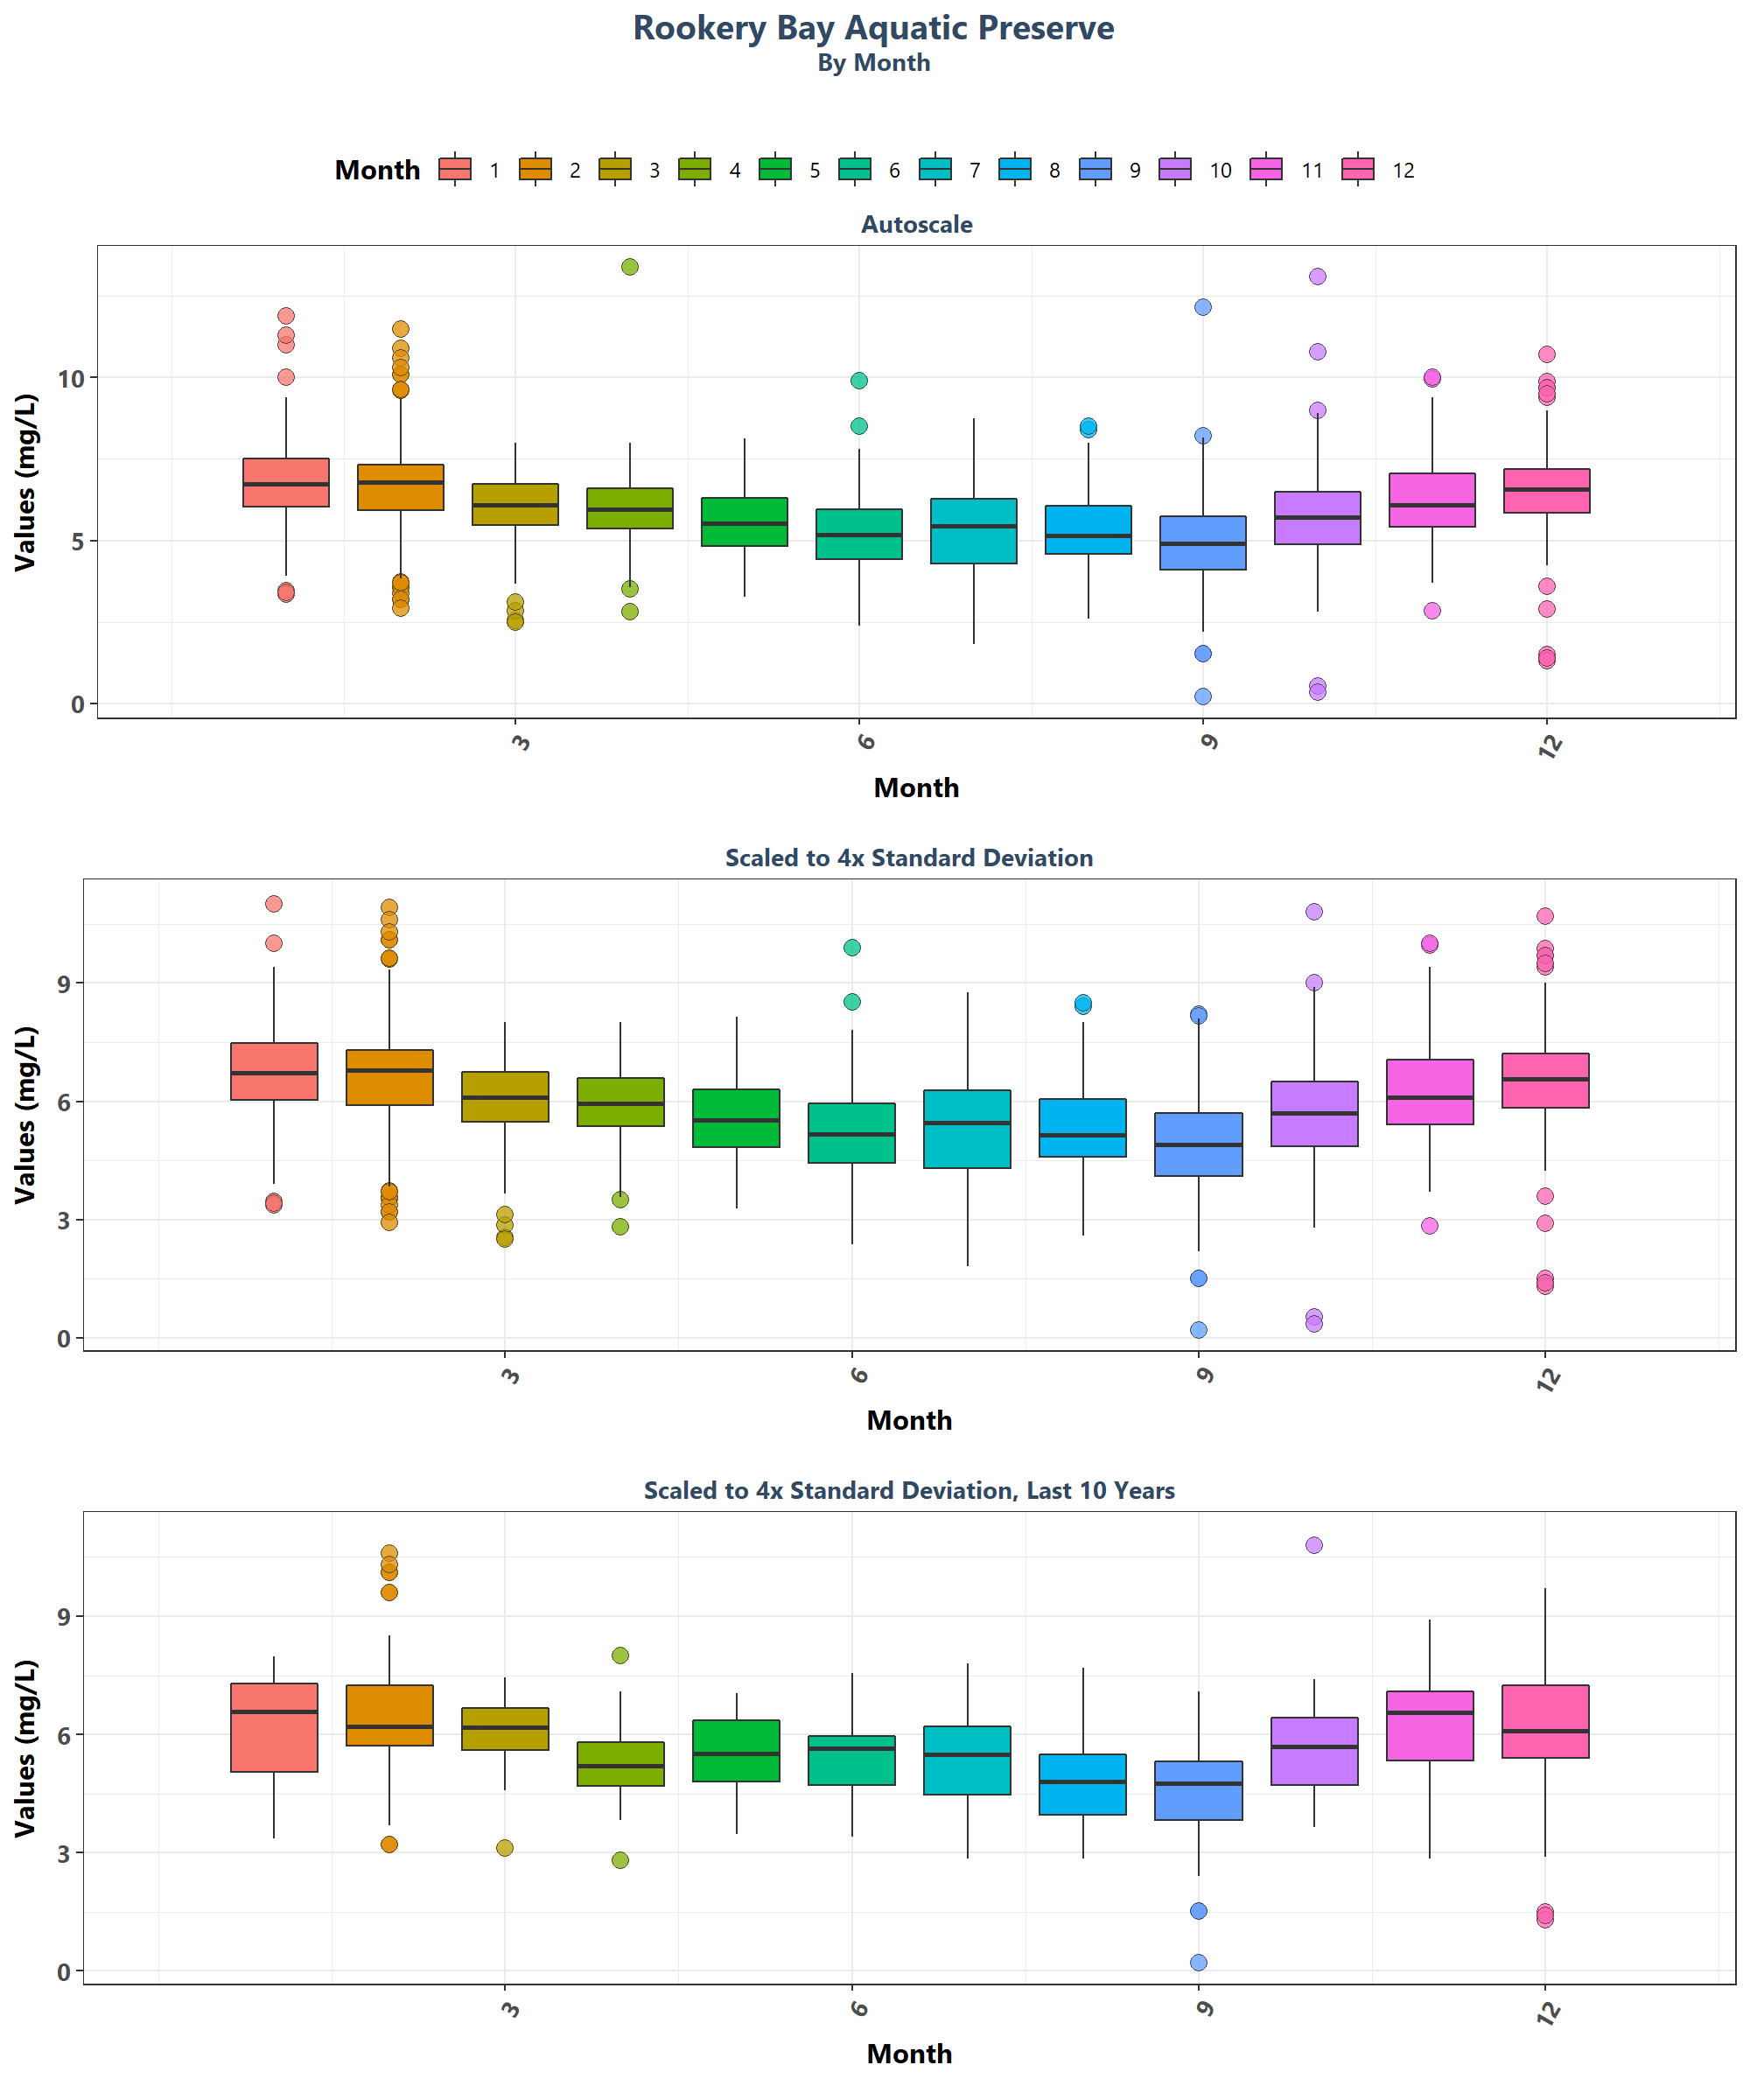 Rookery Bay Aquatic Preserve
By Month
Month 1 2 3 4 5 6 7 8 9 10 11 12
Autoscale
Values (mg/L)
10
5
0
3 6 9 12
Month
Scaled to 4x Standard Deviation
Values (mg/L)
9
6
3
0
3 6 9 12
Month
Scaled to 4x Standard Deviation, Last 10 Years
Values (mg/L)
9
6
3
0
3 6 9 12
Month